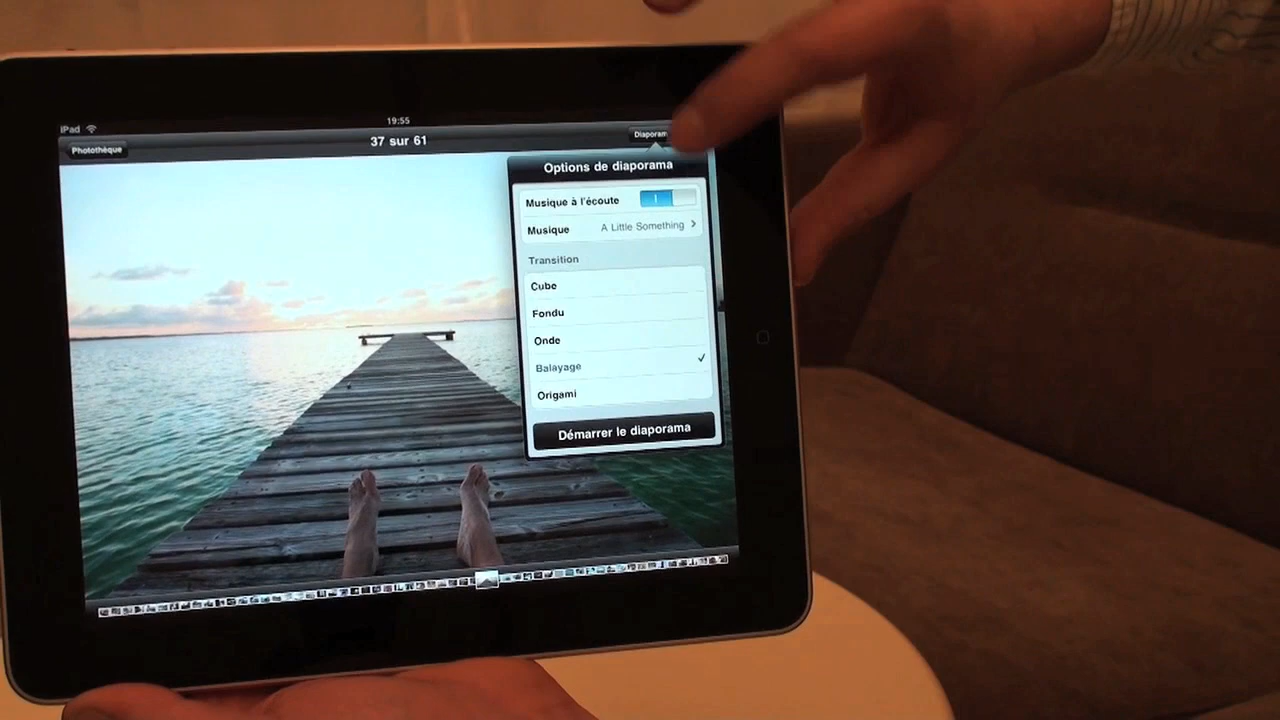 iPad
19:55
Photothèque
37 sur 61
Diaporam
Options de diaporama
Musique à l'écoute
Musique A Little Something
Transition
Cube
Fondu
Onde
Balayage
Origami
Démarrer le diaporama